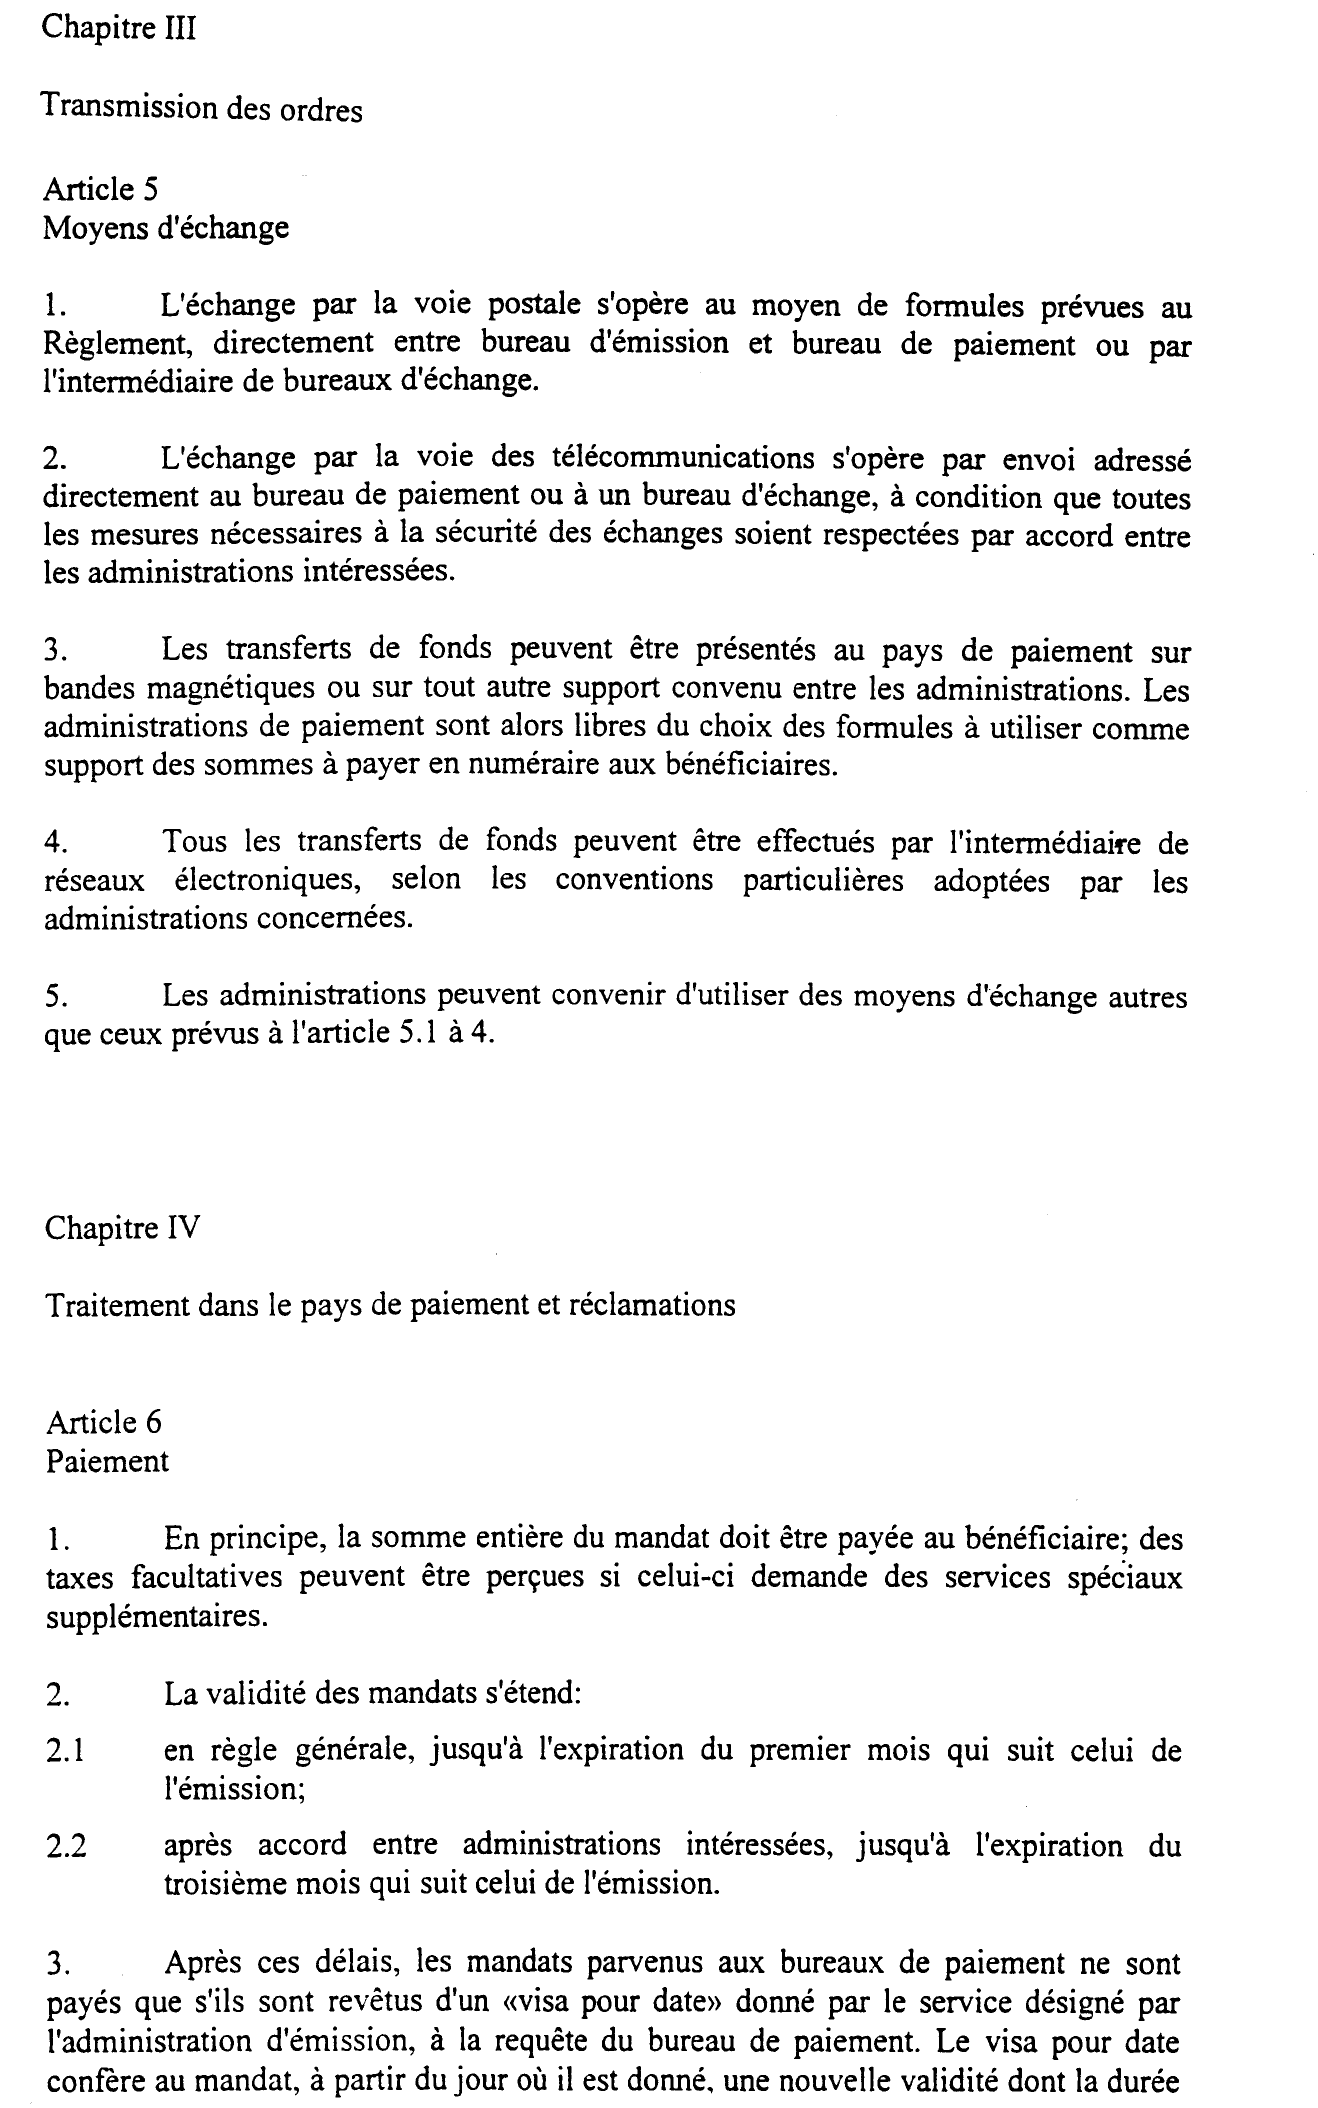 Chapitre III
Transmission des ordres
Article 5
Moyens d'échange
1. L'échange par la voie postale s'opère au moyen de formules prévues au
Règlement, directement entre bureau d'émission et bureau de paiement ou par
l'intermédiaire de bureaux d'échange.
2. L'échange par la voie des télécommunications s'opère par envoi adressé
directement au bureau de paiement ou à un bureau d'échange, à condition que toutes
les mesures nécessaires à la sécurité des échanges soient respectées par accord entre
les administrations intéressées.
3. Les transferts de fonds peuvent être présentés au pays de paiement sur
bandes magnétiques ou sur tout autre support convenu entre les administrations. Les
administrations de paiement sont alors libres du choix des formules à utiliser comme
support des sommes à payer en numéraire aux bénéficiaires.
4. Tous les transferts de fonds peuvent être effectués par l'intermédiaire de
réseaux électroniques, selon les conventions particulières adoptées par les
administrations concernées.
5. Les administrations peuvent convenir d'utiliser des moyens d'échange autres
que ceux prévus à l'article 5.1 à 4.
Chapitre IV
Traitement dans le pays de paiement et réclamations
Article 6
Paiement
1. En principe, la somme entière du mandat doit être payée au bénéficiaire; des
taxes facultatives peuvent être perçues si celui-ci demande des services spéciaux
supplémentaires.
2. La validité des mandats s'étend:
2.1 en règle générale, jusqu'à l'expiration du premier mois qui suit celui de
l'émission;
2.2 après accord entre administrations intéressées, jusqu'à l'expiration du
troisième mois qui suit celui de l'émission.
3. Après ces délais, les mandats parvenus aux bureaux de paiement ne sont
payés que s'ils sont revêtus d'un «visa pour date» donné par le service désigné par
l'administration d'émission, à la requête du bureau de paiement. Le visa pour date
confère au mandat, à partir du jour où il est donné, une nouvelle validité dont la durée